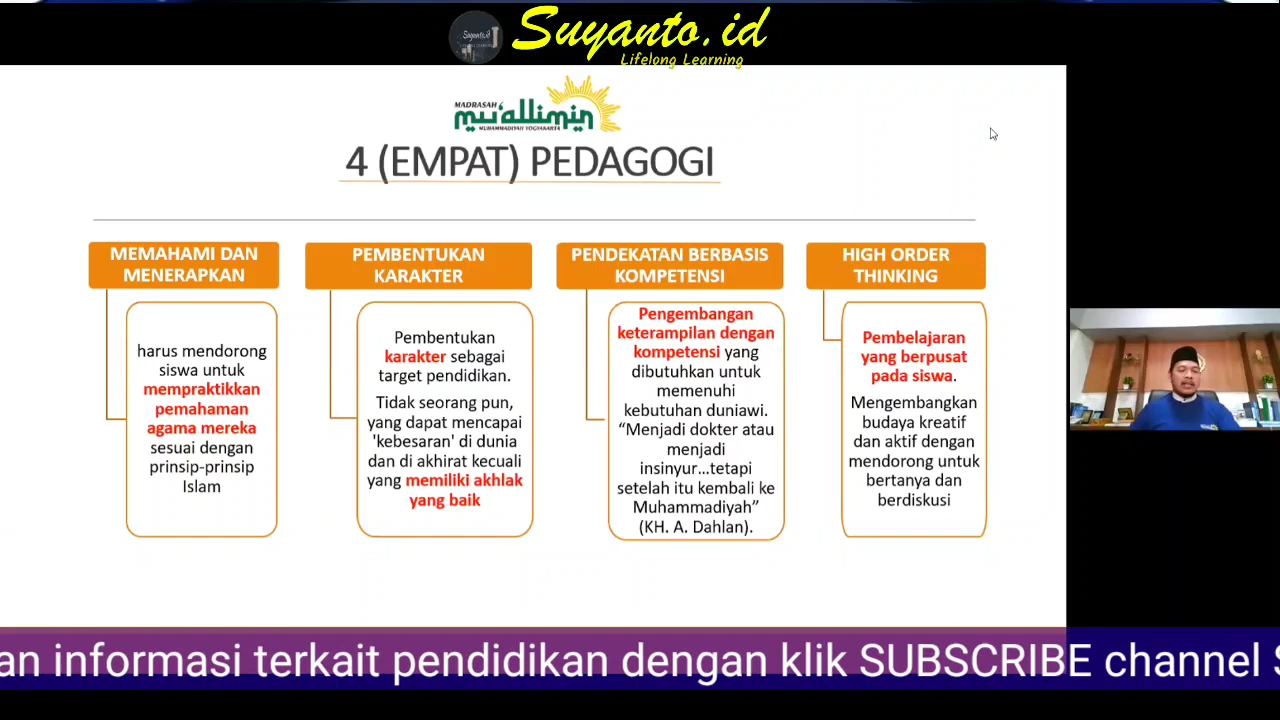 Suyanto.id
Suyanto.id
Lifelong Learning
MADRASAH
mu'allimin
MUHAMMADIYAH YOGYAKARTA
4 (EMPAT) PEDAGOGI
MEMAHAMI DAN
MENERAPKAN
harus mendorong
siswa untuk
mempraktikkan
pemahaman
agama mereka
sesuai dengan
prinsip-prinsip
Islam
PEMBENTUKAN
KARAKTER
Pembentukan
karakter sebagai
target pendidikan.
Tidak seorang pun,
yang dapat mencapai
'kebesaran' di dunia
dan di akhirat kecuali
yang memiliki akhlak
yang baik
PENDEKATAN BERBASIS
KOMPETENSI
Pengembangan
keterampilan dengan
kompetensi yang
dibutuhkan untuk
memenuhi
kebutuhan duniawi.
“Menjadi dokter atau
menjadi
insinyur...tetapi
setelah itu kembali ke
Muhammadiyah”
(KH. A. Dahlan).
HIGH ORDER
THINKING
Pembelajaran
yang berpusat
pada siswa.
Mengembangkan
budaya kreatif
dan aktif dengan
mendorong untuk
bertanya dan
berdiskusi
an informasi terkait pendidikan dengan klik SUBSCRIBE channel S